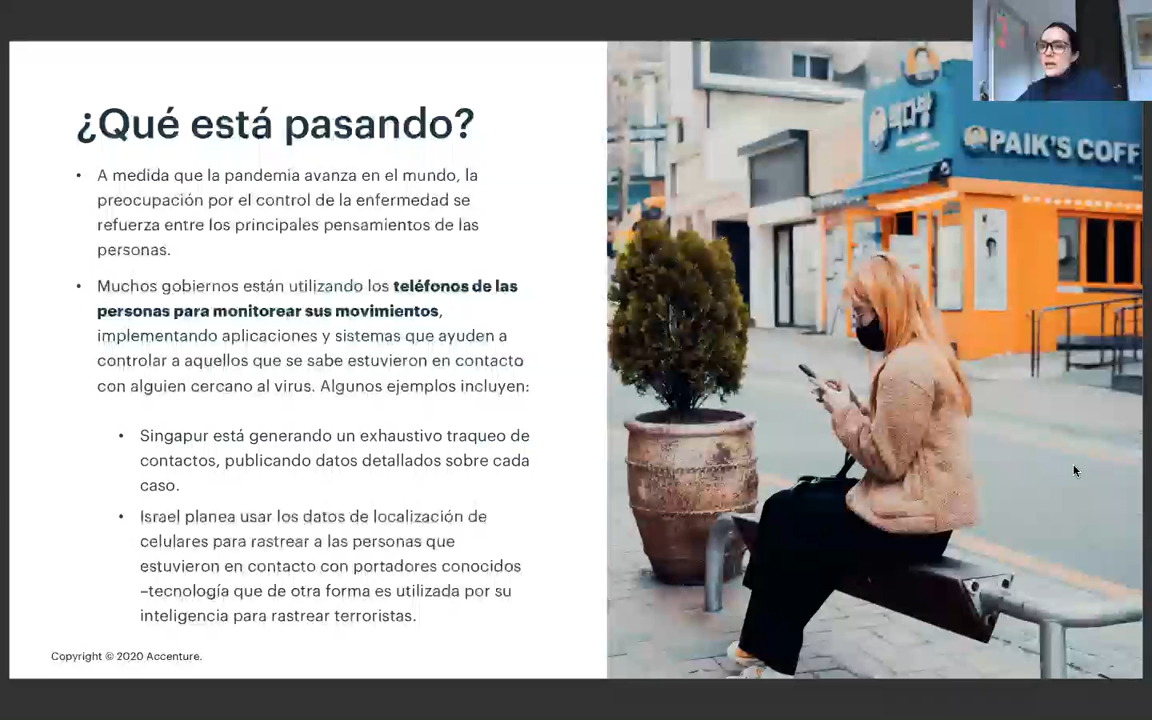 ¿Qué está pasando?
• A medida que la pandemia avanza en el mundo, la
preocupación por el control de la enfermedad se
refuerza entre los principales pensamientos de las
personas.
• Muchos gobiernos están utilizando los teléfonos de las
personas para monitorear sus movimientos,
implementando aplicaciones y sistemas que ayuden a
controlar a aquellos que se sabe estuvieron en contacto
con alguien cercano al virus. Algunos ejemplos incluyen:
• Singapur está generando un exhaustivo traqueo de
contactos, publicando datos detallados sobre cada
caso.
• Israel planea usar los datos de localización de
celulares para rastrear a las personas que
estuvieron en contacto con portadores conocidos
–tecnología que de otra forma es utilizada por su
inteligencia para rastrear terroristas.
Copyright © 2020 Accenture.
PAIK'S COFF